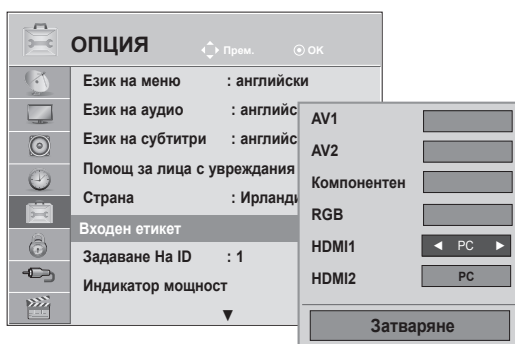 ОПЦИЯ
Прем.
OK
Език на меню : английски
Език на аудио : английс
Език на субтитри : английс
Помощ за лица с увреждания
Страна : Ирланди
Входен етикет
Задаване На ID : 1
Индикатор мощност
▼
AV1
AV2
Компонентен
RGB
HDMI1 ◄ PC ►
HDMI2 PC
Затваряне